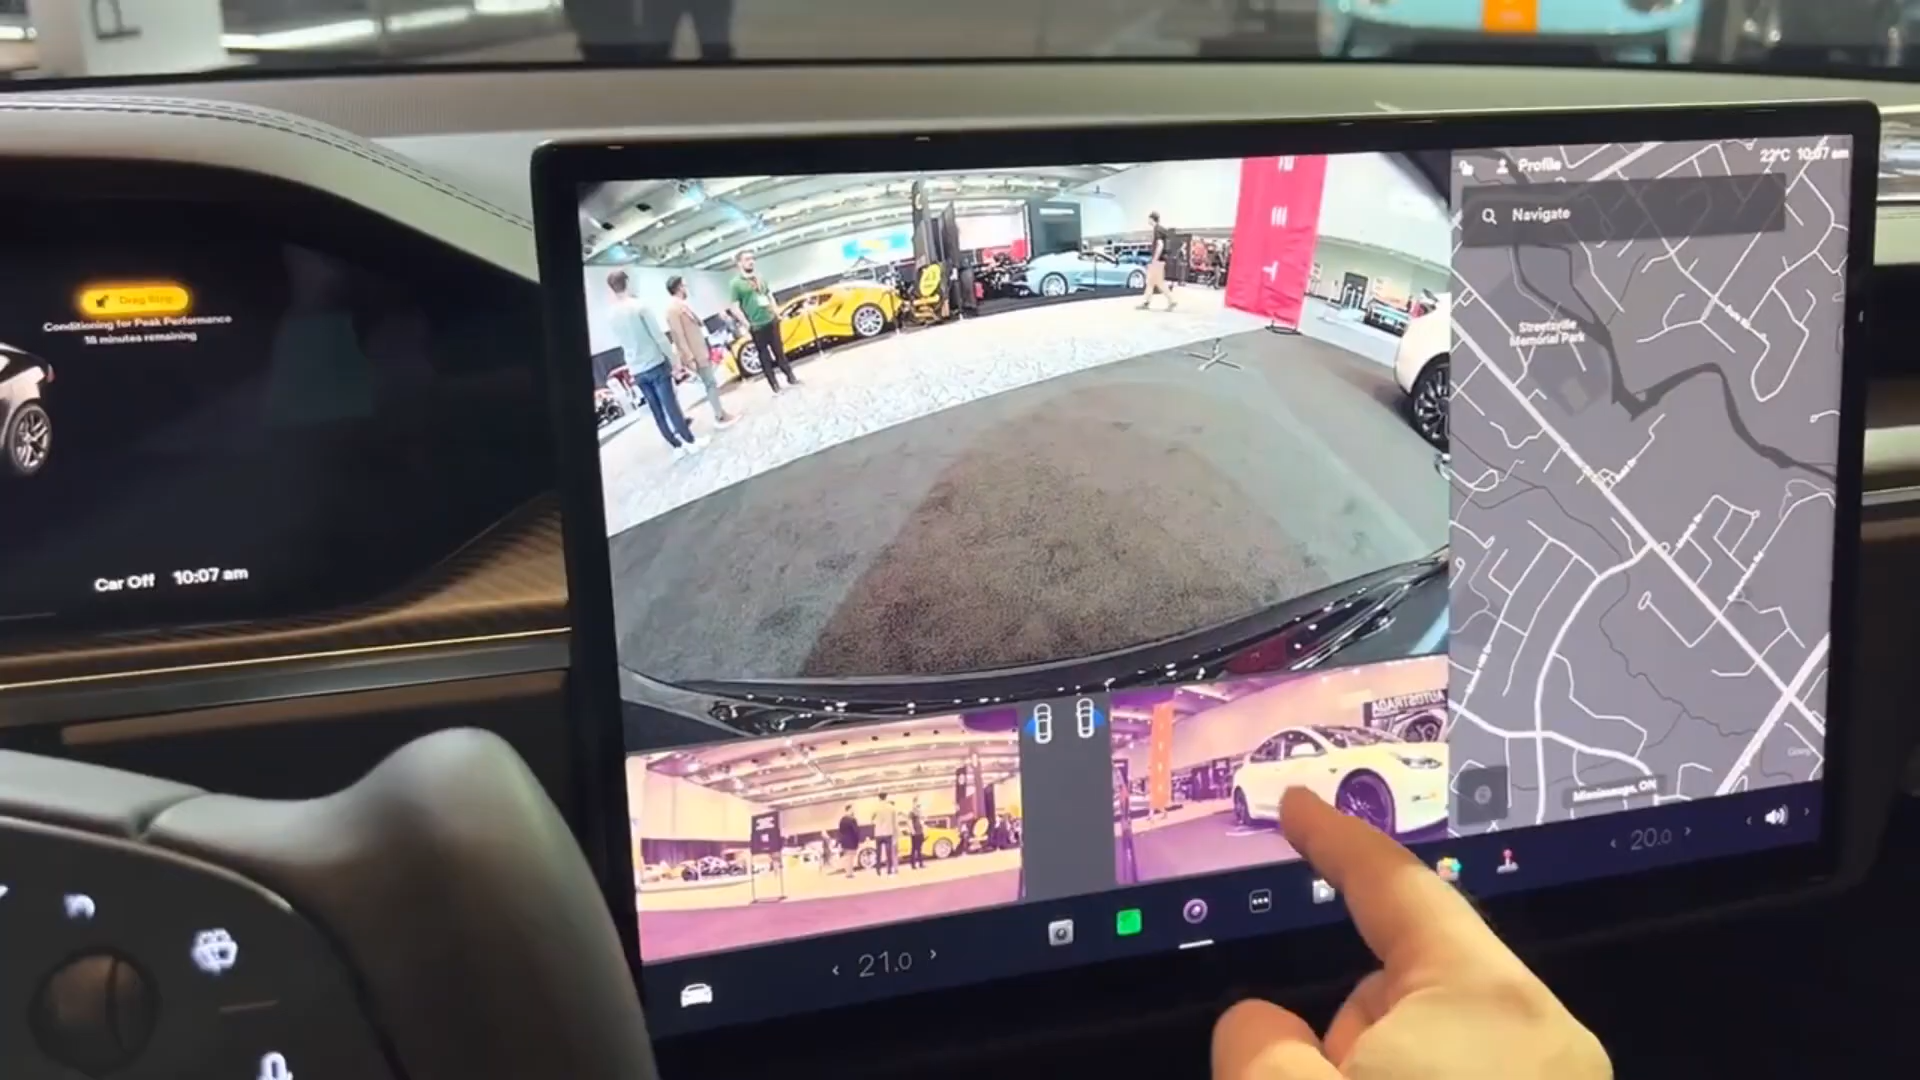 Drag Strip
Conditioning for Peak Performance
18 minutes remaining
Car Off 10:07 am
Profile
22°C 10:07 am
Navigate
Streetsville
Memorial Park
Mississauga, ON
21.0
20.0